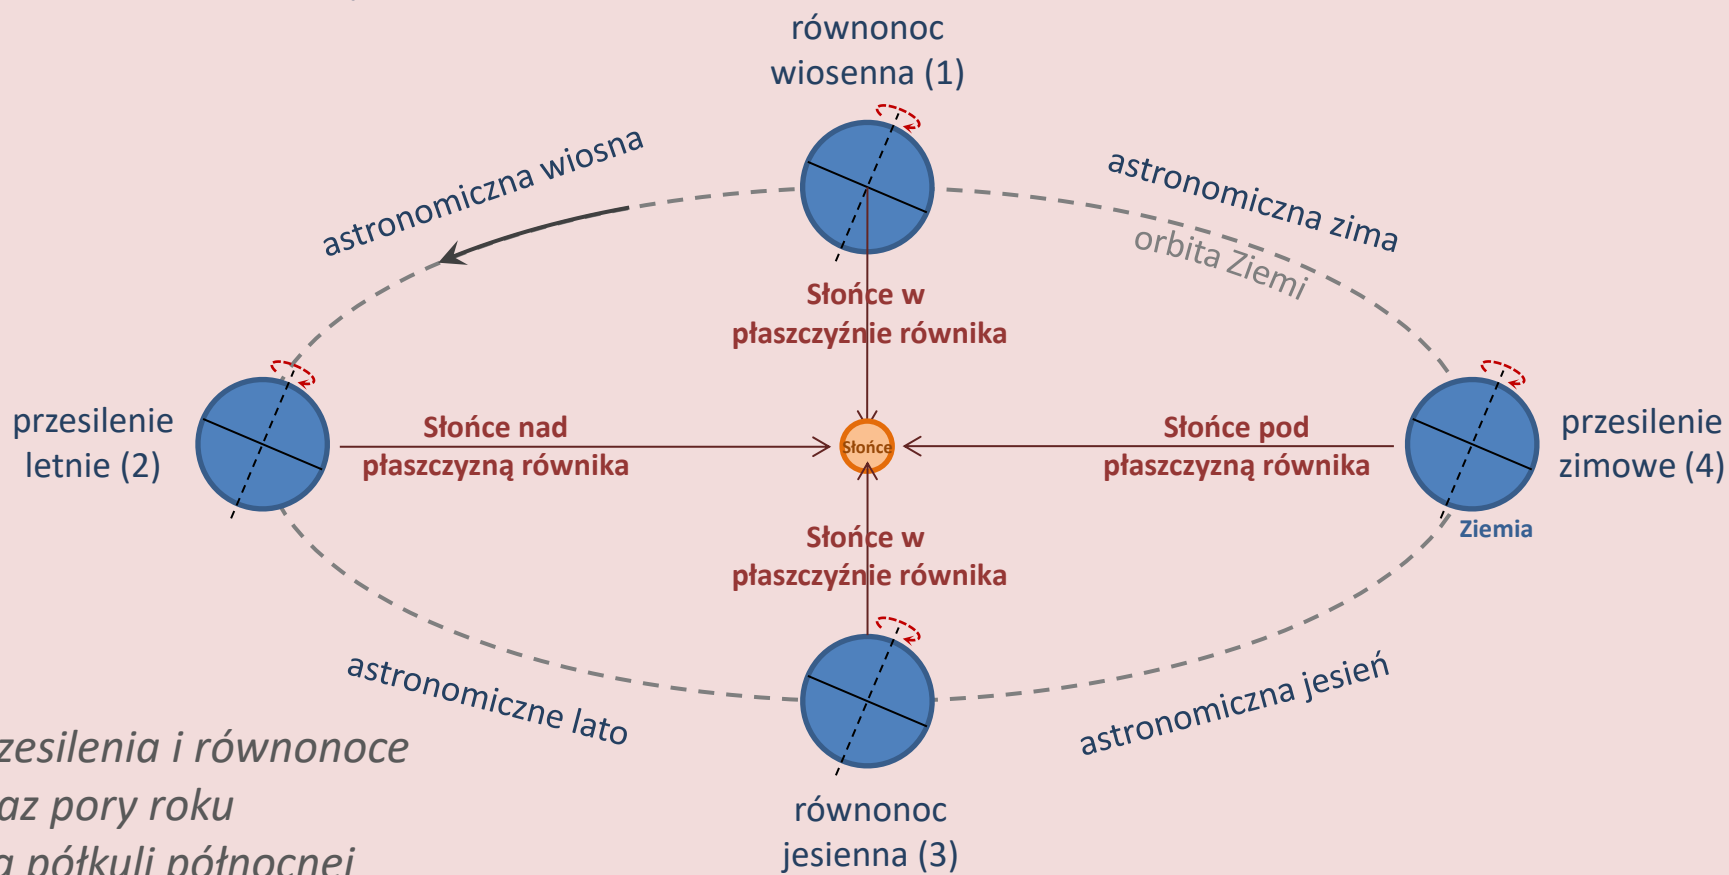 równonoc
wiosenna (1)
astronomiczna wiosna
astronomiczna zima
orbita Ziemi
Słońce w
płaszczyźnie równika
przesilenie
letnie (2)
Słońce nad
płaszczyzną równika
Słońce
Słońce pod
płaszczyzną równika
przesilenie
zimowe (4)
Ziemia
Słońce w
płaszczyźnie równika
astronomiczne lato
astronomiczna jesień
zesilenia i równonoce
az pory roku
a półkuli północnej
równonoc
jesienna (3)